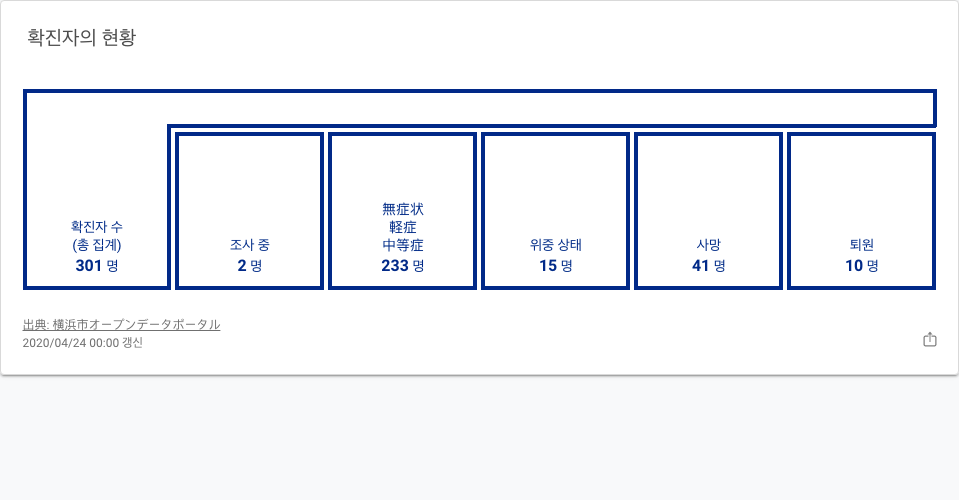 확진자의 현황
확진자 수
(총 집계)
301 명
조사 중
2 명
無症状
軽症
中等症
233 명
위중 상태
15 명
사망
41 명
퇴원
10 명
出典: 横浜市オープンデータポータル
2020/04/24 00:00 갱신